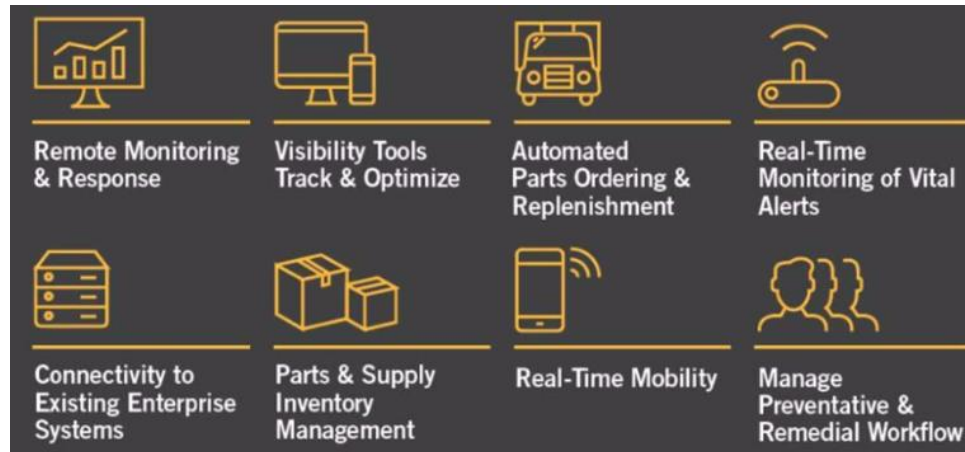 Remote Monitoring
& Response
Visibility Tools
Track & Optimize
Automated
Parts Ordering &
Replenishment
Real-Time
Monitoring of Vital
Alerts
Connectivity to
Existing Enterprise
Systems
Parts & Supply
Inventory
Management
Real-Time Mobility
Manage
Preventative &
Remedial Workflow